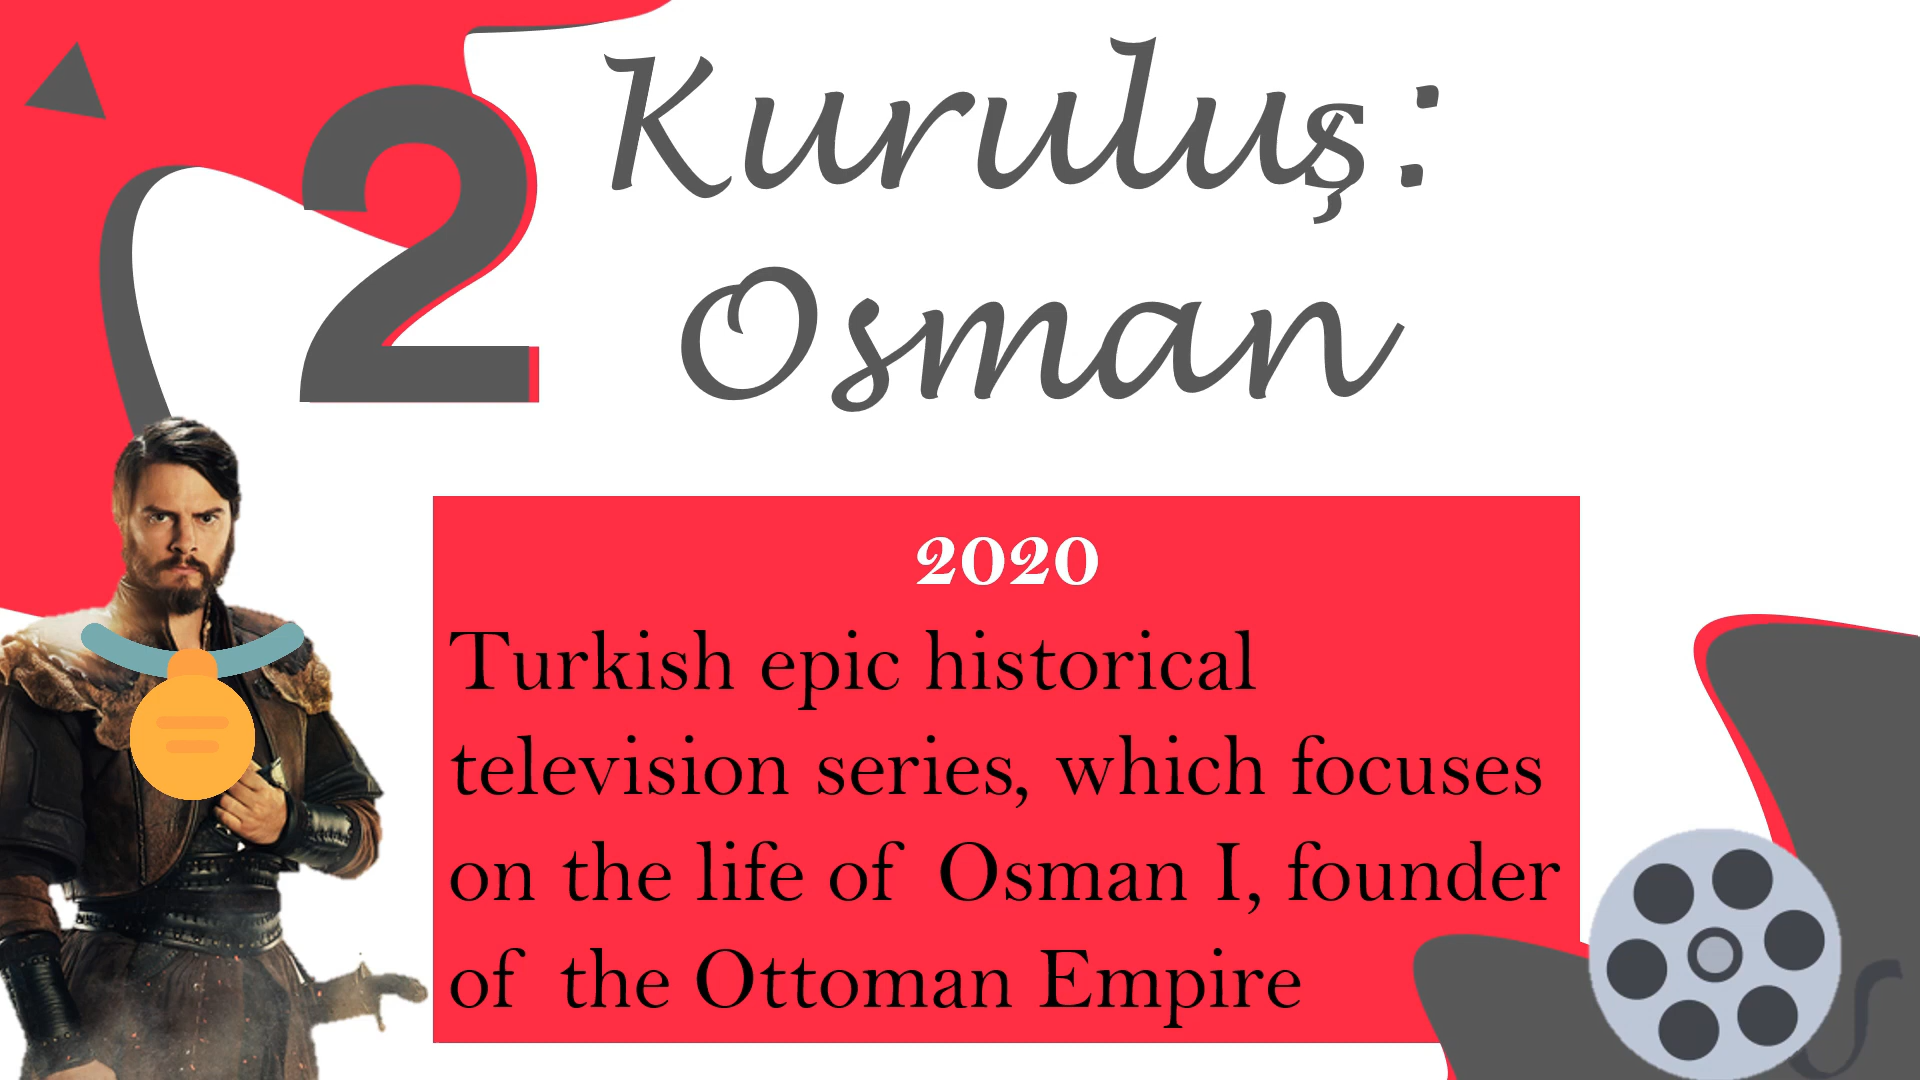 2
Kuruluş:
Osman
2020
Turkish epic historical
television series, which focuses
on the life of Osman I, founder
of the Ottoman Empire